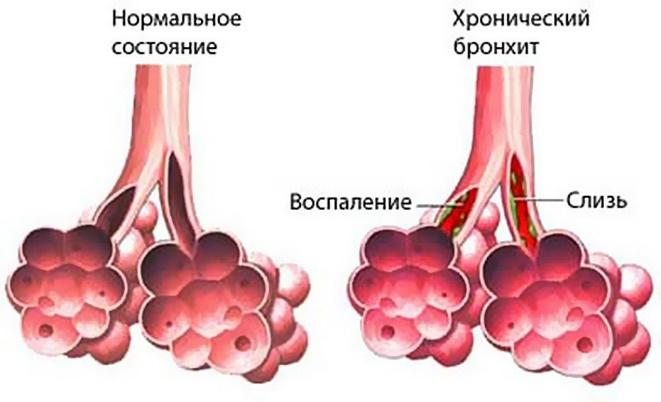 Нормальное
состояние
Хронический
бронхит
Воспаление
Слизь